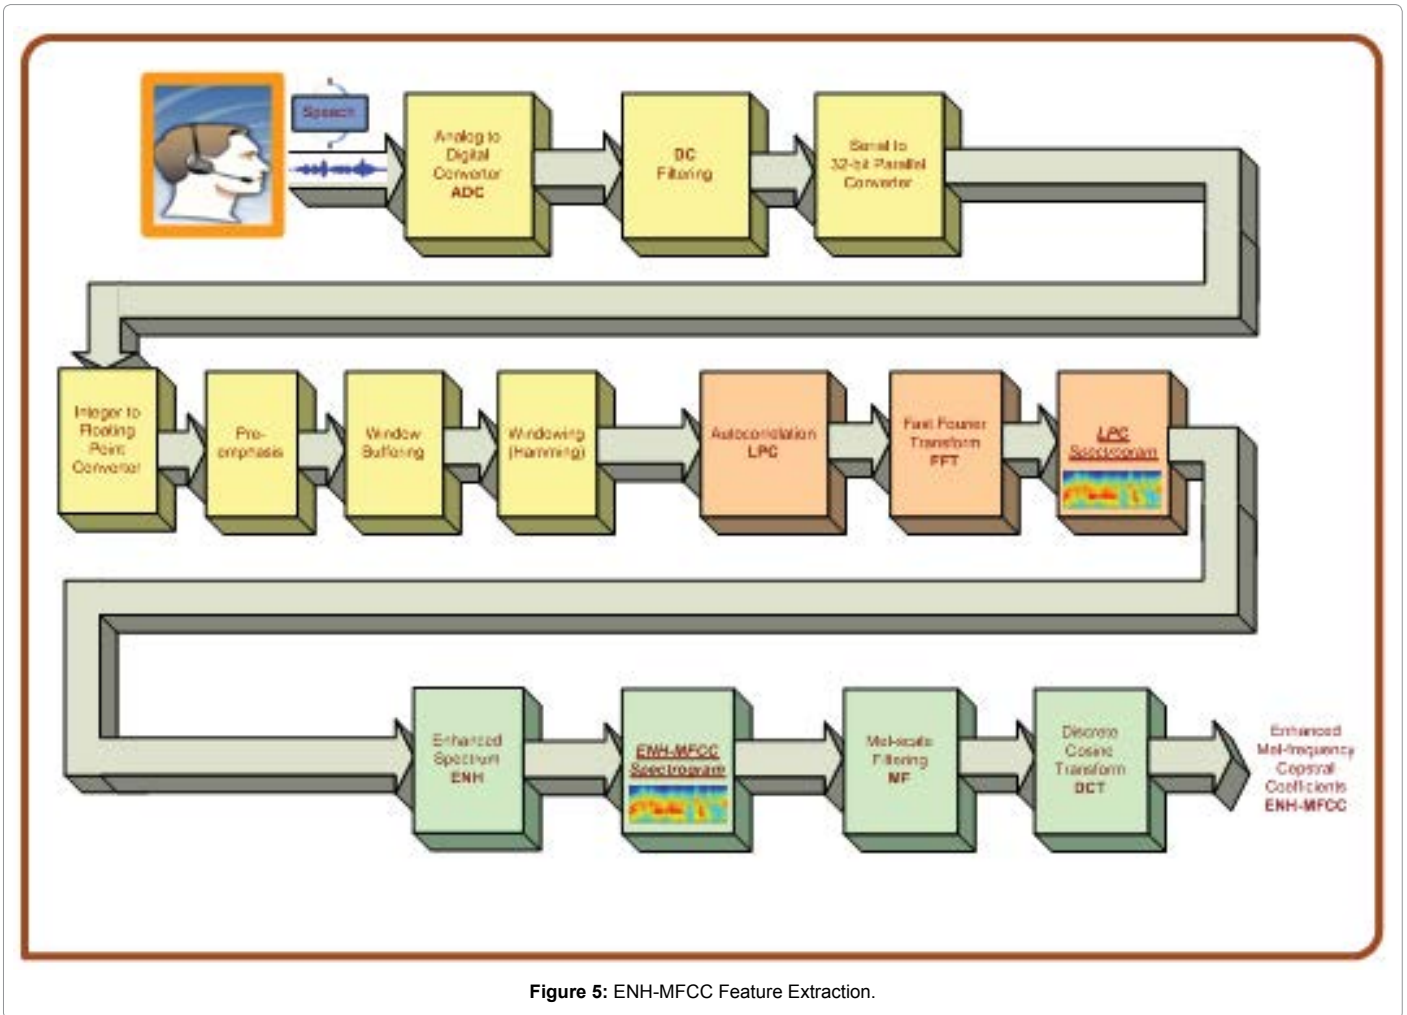 Speech
Analog to
Digital
Converter
ADC
DC
Filtering
Serial to
32-bit Parallel
Converter
Integer to
Floating
Point
Converter
Pre-
emphasis
Window
Buffering
Windowing
(Hamming)
Autocorrelation
LPC
Fast Fourier
Transform
FFT
LPC
Spectrogram
Enhanced
Spectrum
ENH
ENH-MFCC
Spectrogram
Mel-scale
Filtering
MF
Discrete
Cosine
Transform
DCT
Enhanced
Mel-frequency
Cepstral
Coefficients
ENH-MFCC
Figure 5: ENH-MFCC Feature Extraction.